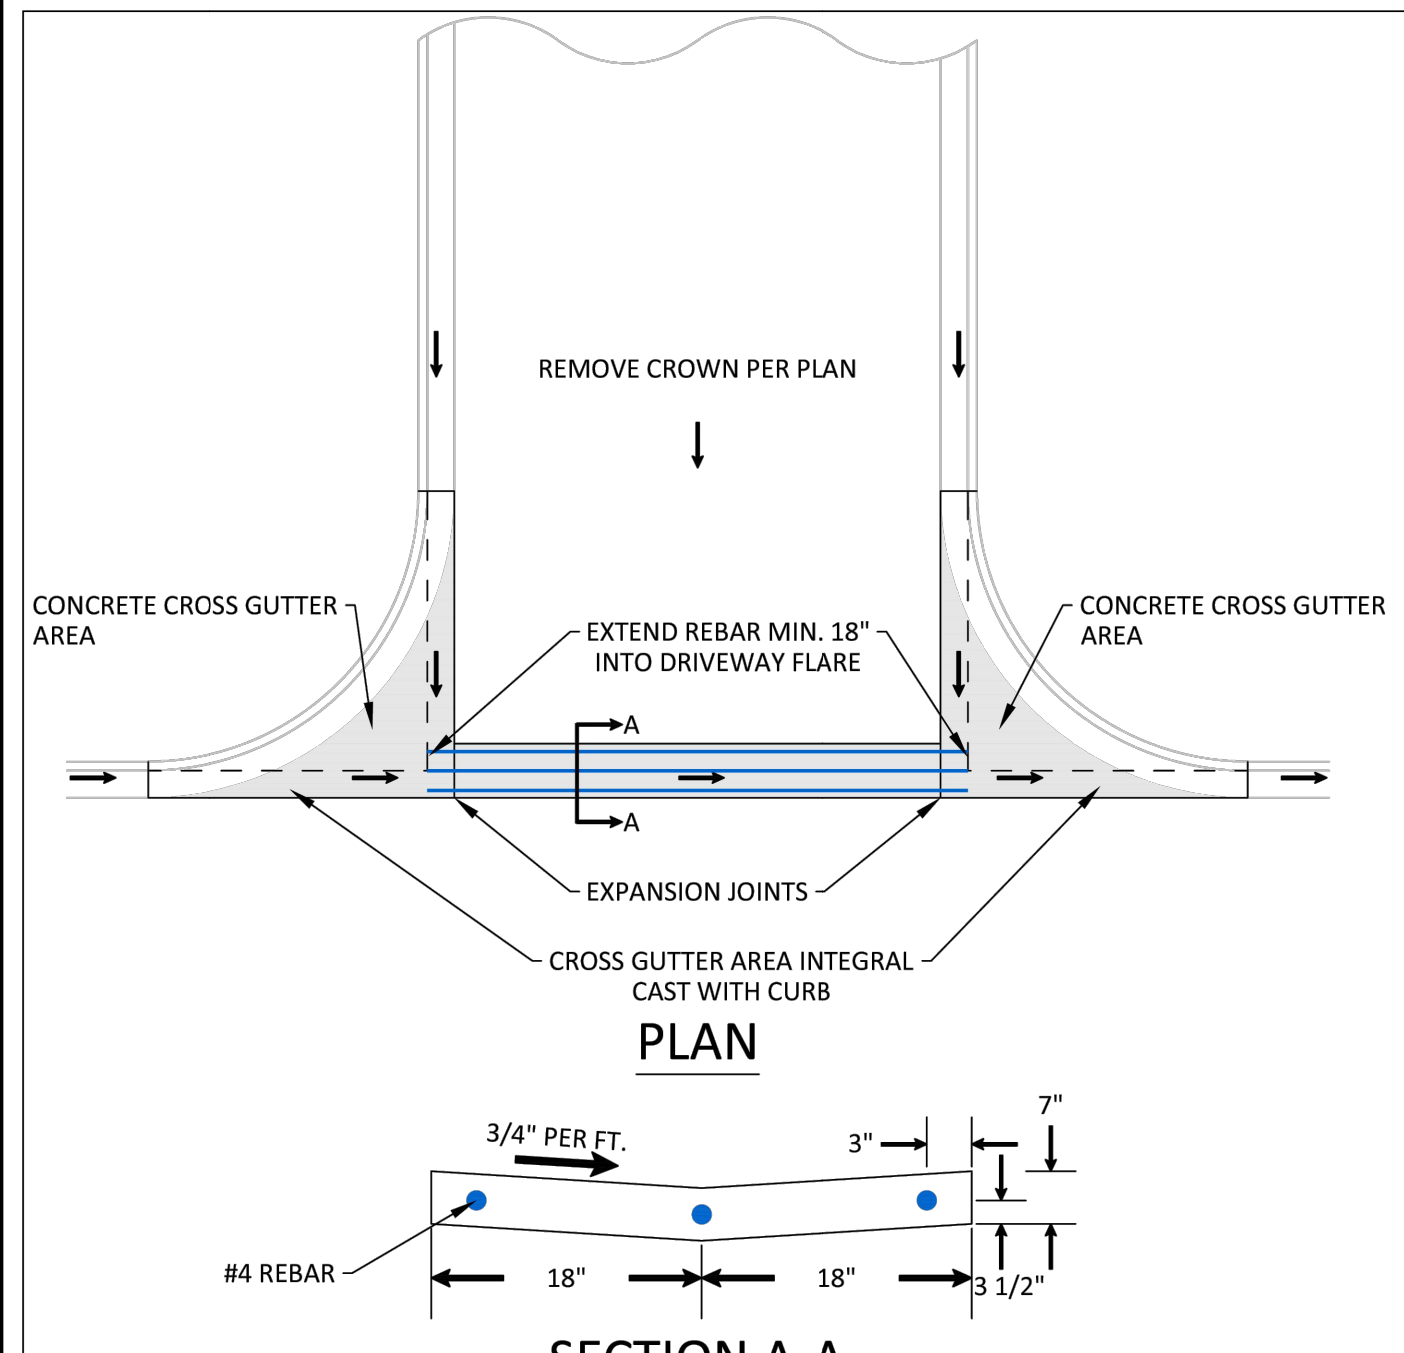 REMOVE CROWN PER PLAN
CONCRETE CROSS GUTTER
AREA
CONCRETE CROSS GUTTER
AREA
EXTEND REBAR MIN. 18"
INTO DRIVEWAY FLARE
A
A
EXPANSION JOINTS
CROSS GUTTER AREA INTEGRAL
CAST WITH CURB
PLAN
3/4" PER FT.
3"
7"
#4 REBAR
18"
18"
3 1/2"
SECTION A-A